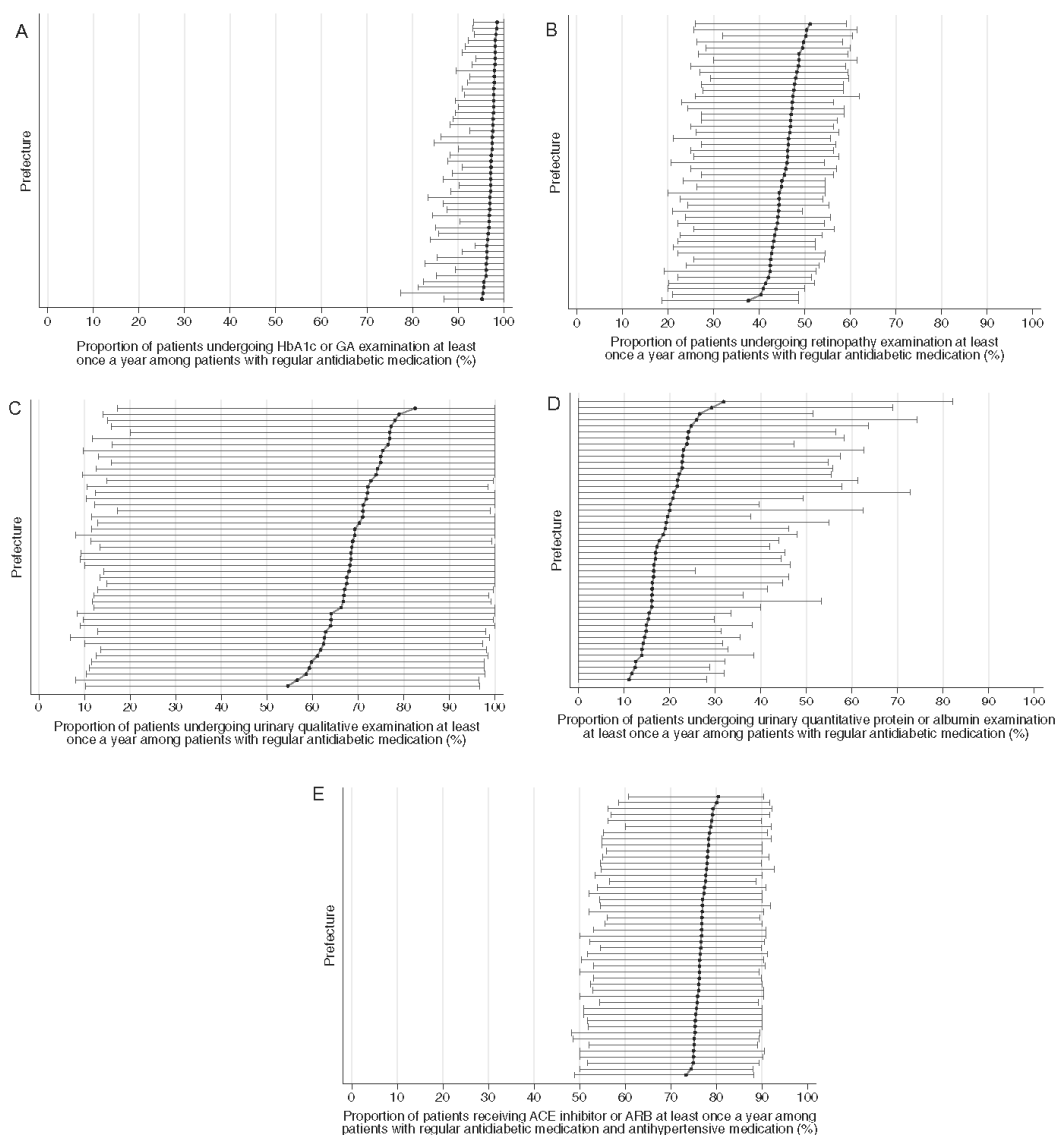 A
Prefecture
0 10 20 30 40 50 60 70 80 90 100
Proportion of patients undergoing HbA1c or GA examination at least
once a year among patients with regular antidiabetic medication (%)
B
Prefecture
0 10 20 30 40 50 60 70 80 90 100
Proportion of patients undergoing retinopathy examination at least
once a year among patients with regular antidiabetic medication (%)
C
Prefecture
0 10 20 30 40 50 60 70 80 90 100
Proportion of patients undergoing urinary qualitative examination at least
once a year among patients with regular antidiabetic medication (%)
D
Prefecture
0 10 20 30 40 50 60 70 80 90 100
Proportion of patients undergoing urinary quantitative protein or albumin examination
at least once a year among patients with regular antidiabetic medication (%)
E
Prefecture
0 10 20 30 40 50 60 70 80 90 100
Proportion of patients receiving ACE inhibitor or ARB at least once a year among
patients with regular antidiabetic medication and antihypertensive medication (%)